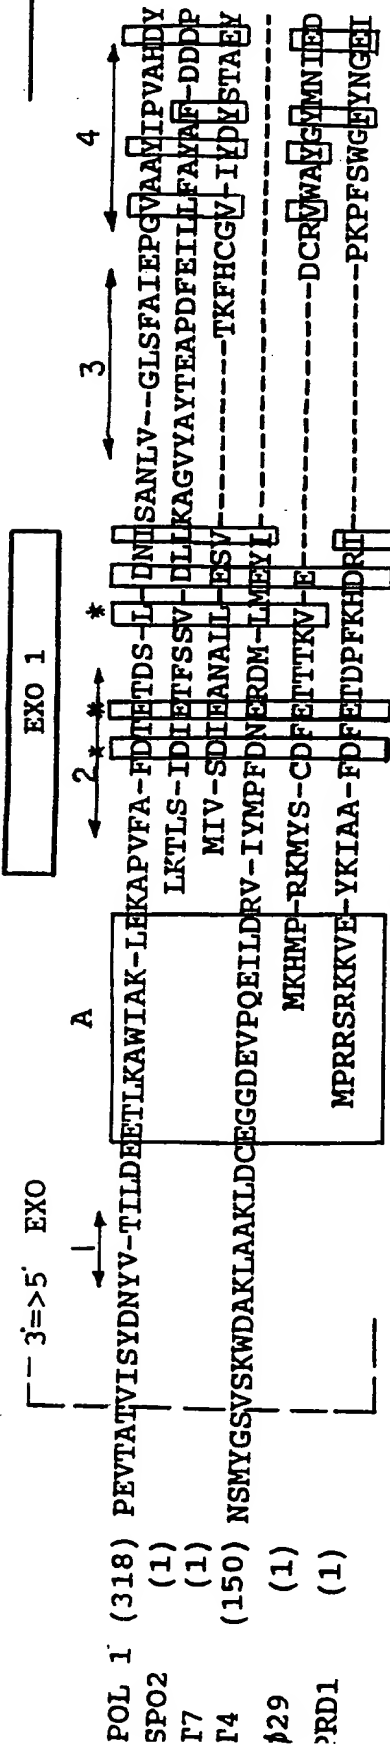 EXO 1
3'=>5' EXO
1 A 2 * * * 3 4
POL 1 (318) PEVTATVISYDNYV-TILDEETLKAWIAK-LEKAPVFA-FDTETDS-L-DNISANLV--GLSFAIEPGVAAYIPVAHDY
SPO2 (1) LKTLS-IDIETFSSV-DLLKAGVYAYTEAPDFEILLFAYAF-DDDP
T7 (1) MIV-SDIEANALL-ESV-----------TKFHCGV-IYDYSTAEY
T4 (150) NSMYGSVSKWDAKLAAKLDCEGGDEVPQEILDRV-IYMPFDNERDM-LMEYI--------------------------------
ϕ29 (1) MKHMP-RKMYS-CDFETTTKV-E----------------DCRVWAYGYMNIED
PRD1 (1) MPRRSRKKVE-YKIAA-FDFETDPFKHDRI-------------PKPFSWGFYNGEI